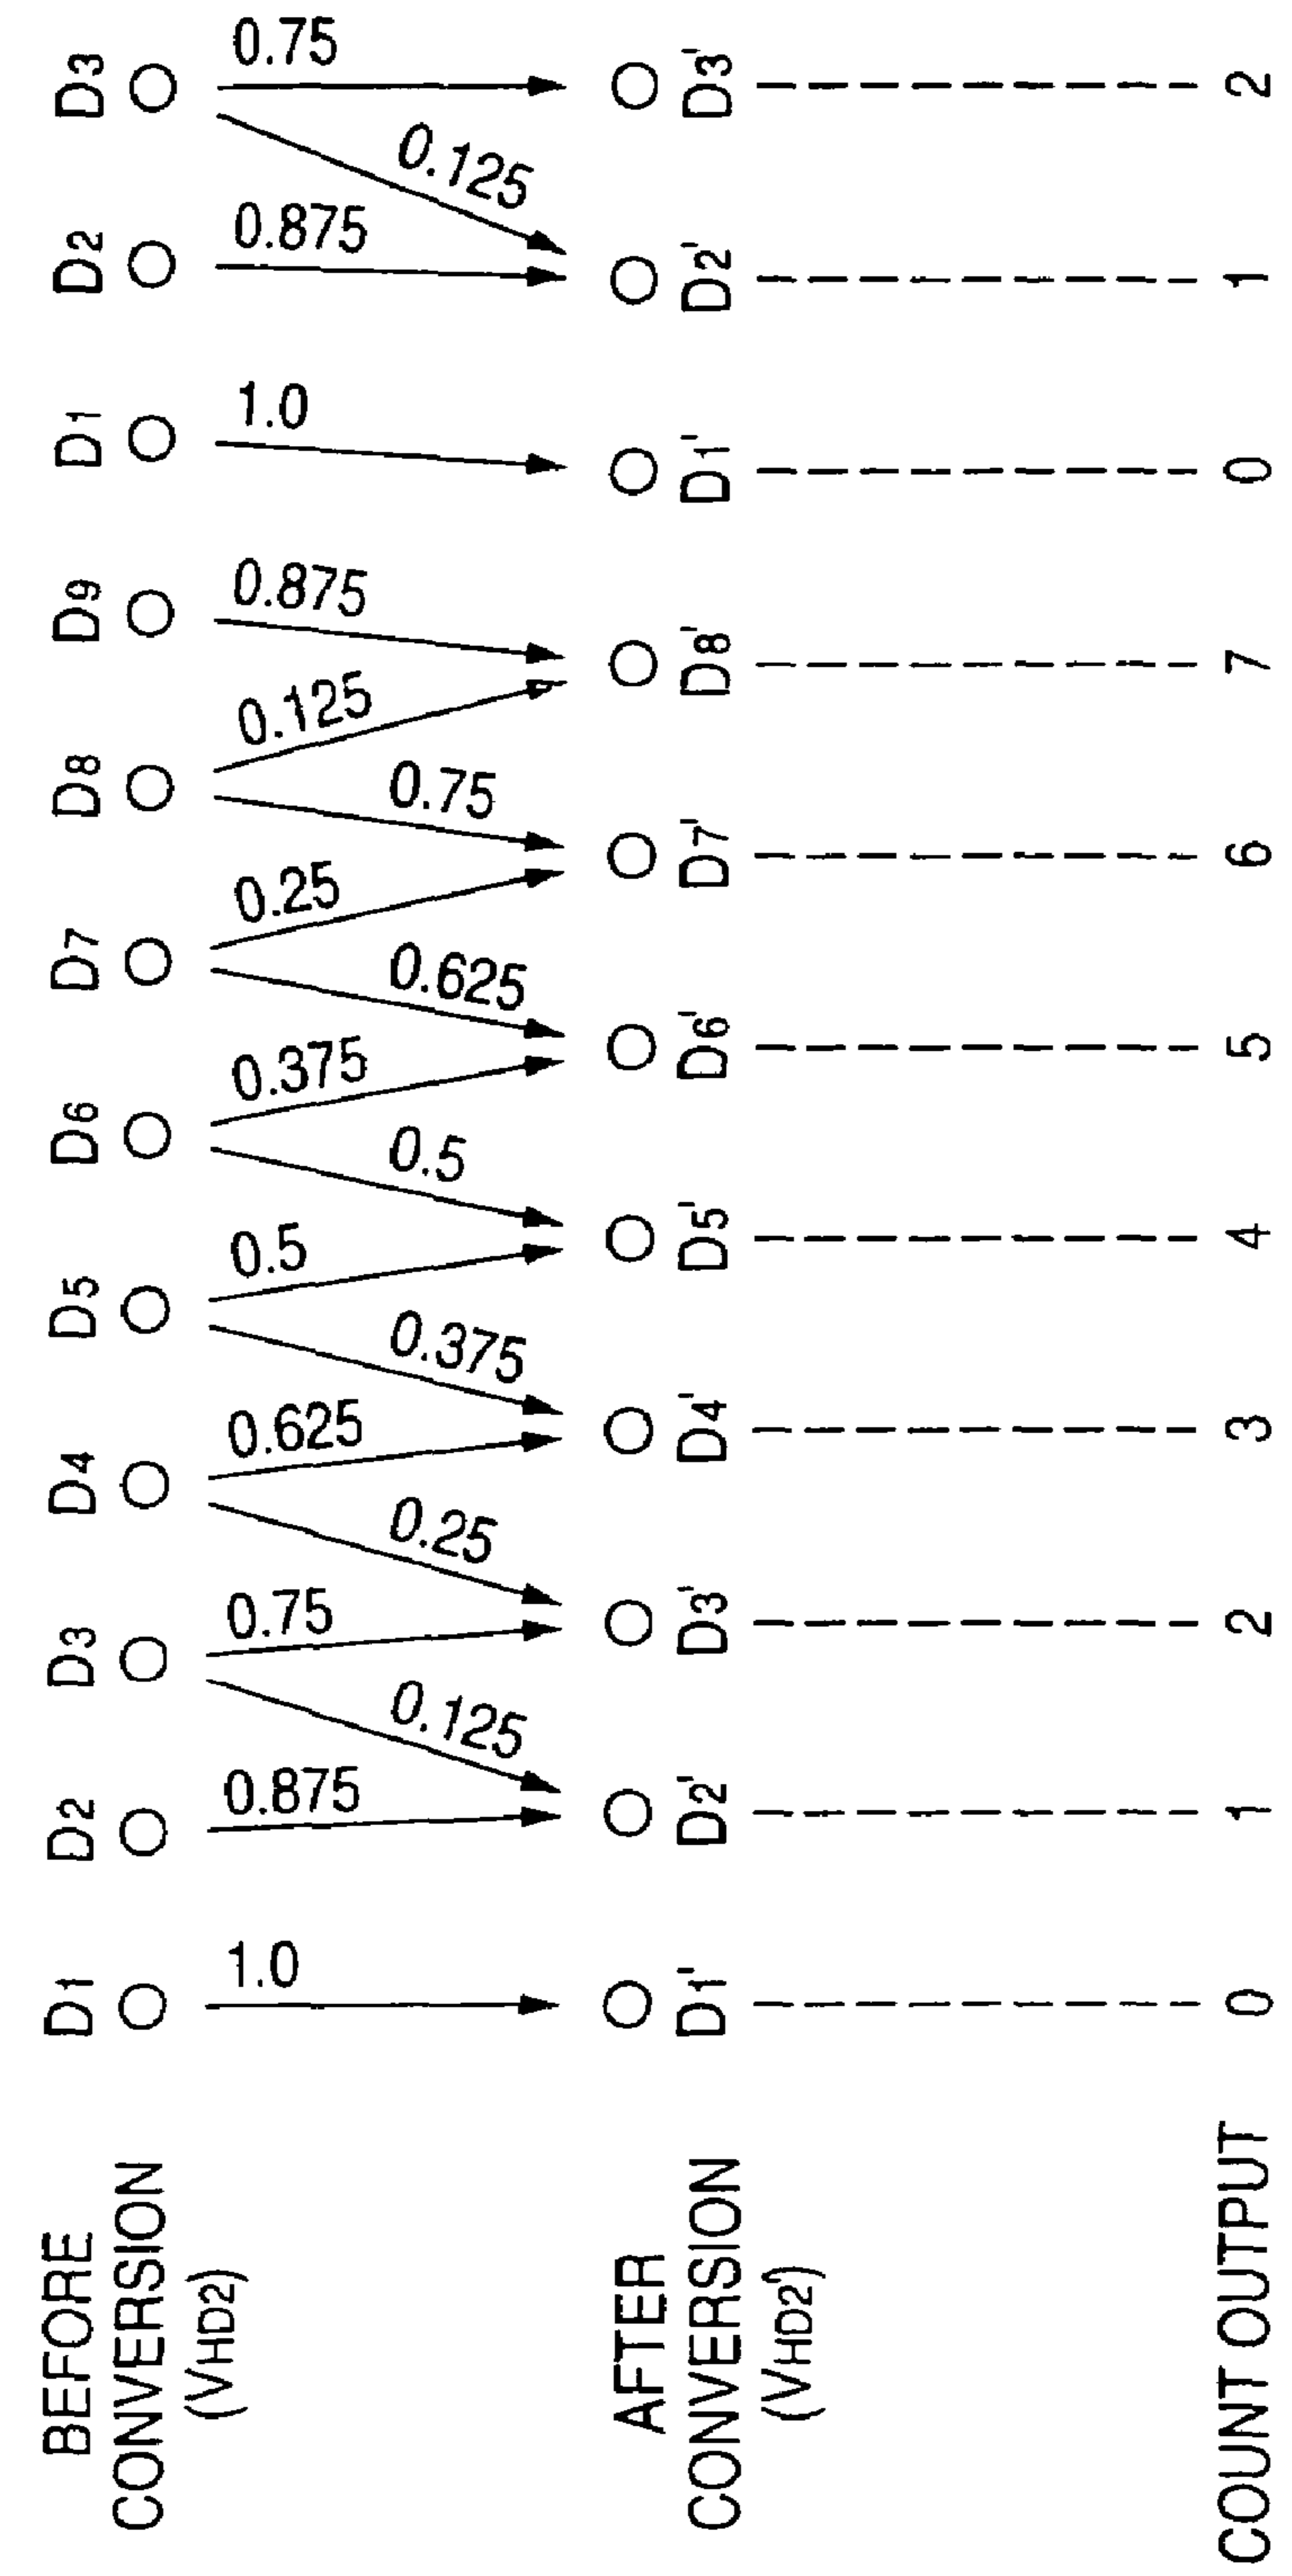 BEFORE
CONVERSION
(VHD2)
D1 D2 D3 D4 D5 D6 D7 D8 D9 D1 D2 D3
1.0 0.875 0.75 0.625 0.5 0.375 0.25 0.125 0.875 1.0 0.875 0.75
0.125 0.25 0.375 0.5 0.625 0.75 0.125
AFTER
CONVERSION
(VHD2')
D1' D2' D3' D4' D5' D6' D7' D8' D1' D2' D3'
COUNT OUTPUT 0 1 2 3 4 5 6 7 0 1 2